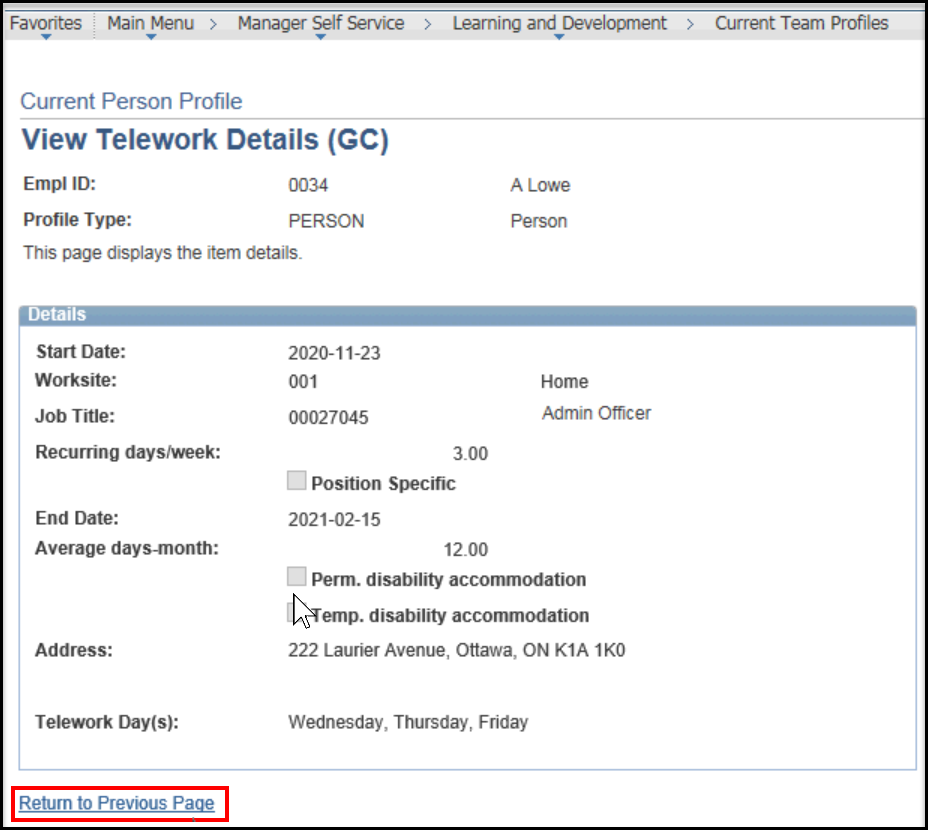 Favorites Main Menu > Manager Self Service > Learning and Development > Current Team Profiles
Current Person Profile
View Telework Details (GC)
Empl ID: 0034 A Lowe
Profile Type: PERSON Person
This page displays the item details.
Details
Start Date: 2020-11-23
Worksite: 001 Home
Job Title: 00027045 Admin Officer
Recurring days/week: 3.00
Position Specific
End Date: 2021-02-15
Average days-month: 12.00
Perm. disability accommodation
Temp. disability accommodation
Address: 222 Laurier Avenue, Ottawa, ON K1A 1K0
Telework Day(s): Wednesday, Thursday, Friday
Return to Previous Page